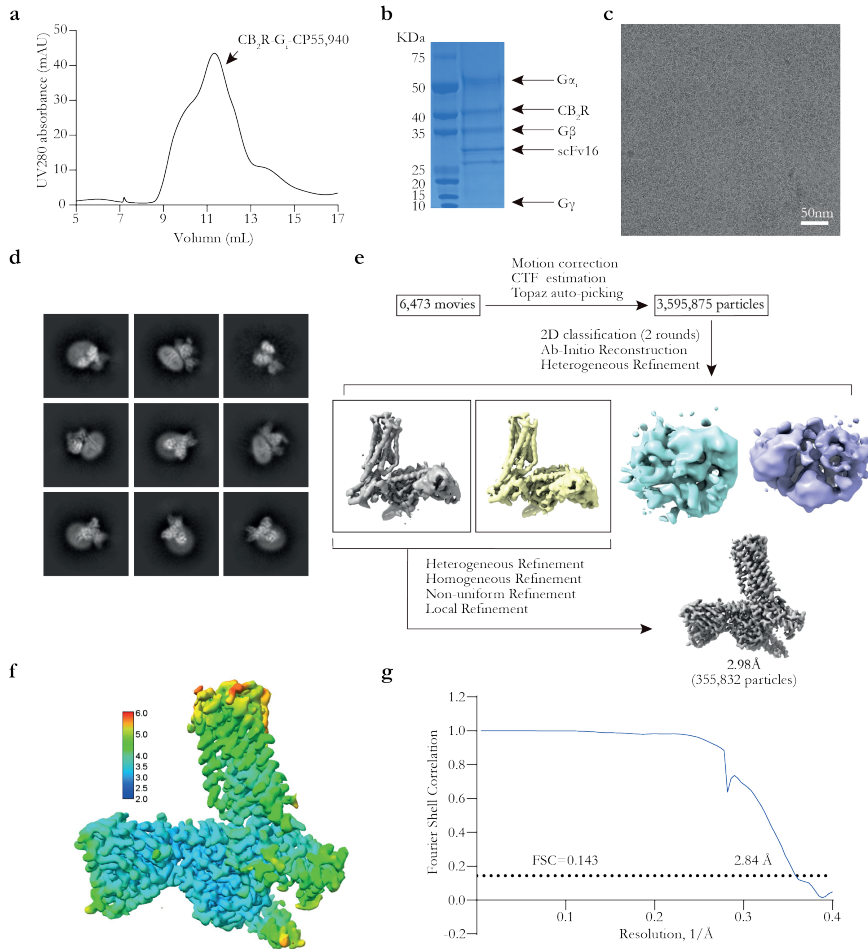 a
CB₂R-Gᵢ-CP55,940
UV280 absorbance (mAU)
50
40
30
20
10
0
5
7
9
11
13
15
17
Volumn (mL)
b
KDa
75
50
40
35
25
20
15
10
Gαᵢ
CB₂R
Gβ
scFv16
Gγ
c
50nm
d
e
6,473 movies
Motion correction
CTF estimation
Topaz auto-picking
3,595,875 particles
2D classification (2 rounds)
Ab-Initio Reconstruction
Heterogeneous Refinement
Heterogeneous Refinement
Homogeneous Refinement
Non-uniform Refinement
Local Refinement
2.98Å
(355,832 particles)
f
6.0
5.0
4.0
3.5
3.0
2.5
2.0
g
Fourier Shell Correlation
1.2
1.0
0.8
0.6
0.4
0.2
0.0
-0.2
FSC=0.143
2.84 Å
0.1
0.2
0.3
0.4
Resolution, 1/Å